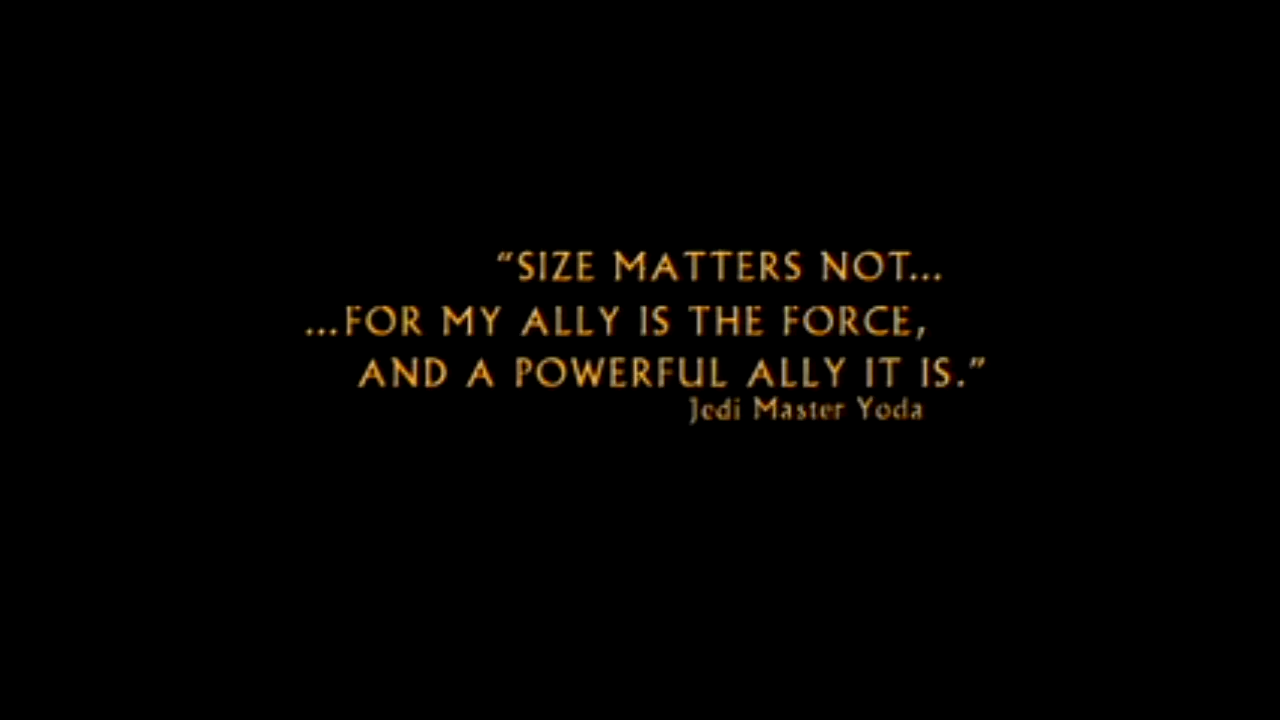 “SIZE MATTERS NOT...
...FOR MY ALLY IS THE FORCE,
AND A POWERFUL ALLY IT IS.”
Jedi Master Yoda